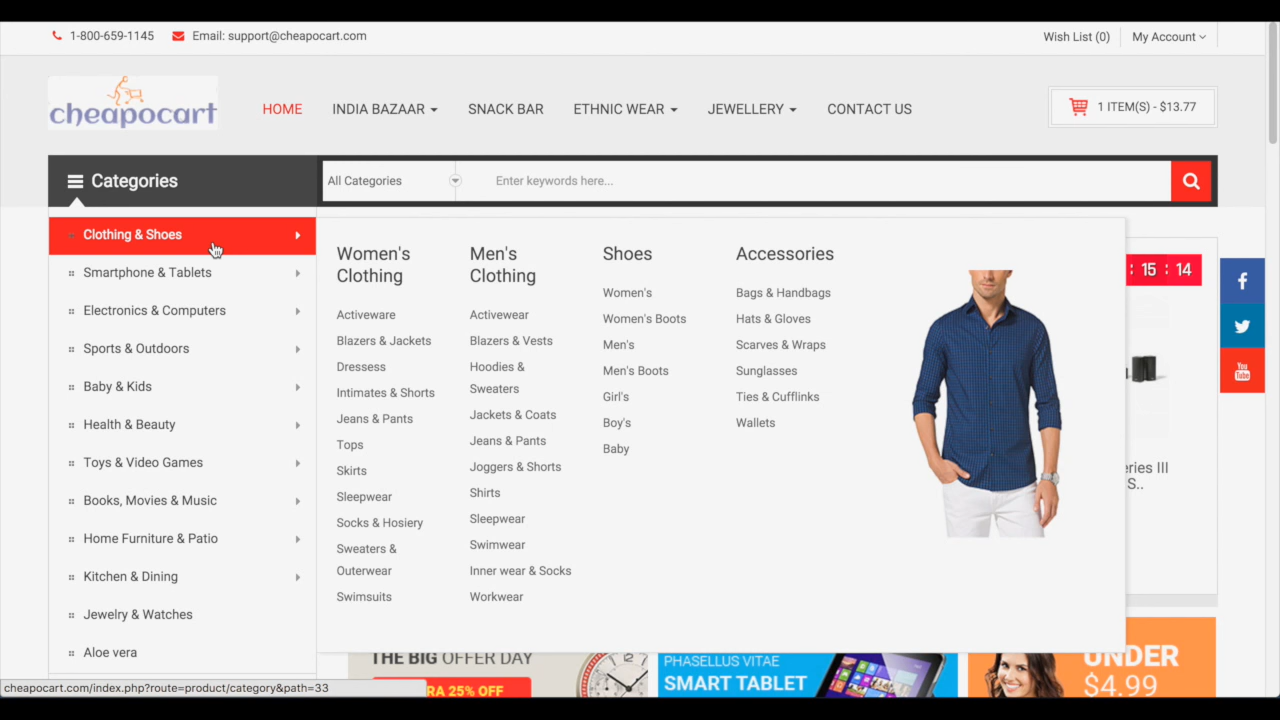 1-800-659-1145
Email: support@cheapocart.com
Wish List (0)
My Account
cheapocart
HOME
INDIA BAZAAR
SNACK BAR
ETHNIC WEAR
JEWELLERY
CONTACT US
1 ITEM(S) - $13.77
Categories
All Categories
Enter keywords here...
Clothing & Shoes
Smartphone & Tablets
Electronics & Computers
Sports & Outdoors
Baby & Kids
Health & Beauty
Toys & Video Games
Books, Movies & Music
Home Furniture & Patio
Kitchen & Dining
Jewelry & Watches
Aloe vera
Women's
Clothing
Activeware
Blazers & Jackets
Dressess
Intimates & Shorts
Jeans & Pants
Tops
Skirts
Sleepwear
Socks & Hosiery
Sweaters &
Outerwear
Swimsuits
Men's
Clothing
Activewear
Blazers & Vests
Hoodies &
Sweaters
Jackets & Coats
Jeans & Pants
Joggers & Shorts
Shirts
Sleepwear
Swimwear
Inner wear & Socks
Workwear
Shoes
Women's
Women's Boots
Men's
Men's Boots
Girl's
Boy's
Baby
Accessories
Bags & Handbags
Hats & Gloves
Scarves & Wraps
Sunglasses
Ties & Cufflinks
Wallets
: 15 : 14
eries III
S..
You
Tube
THE BIG OFFER DAY
RA 25% OFF
PHASELLUS VITAE
SMART TABLET
UNDER
$4.99
cheapocart.com/index.php?route=product/category&path=33